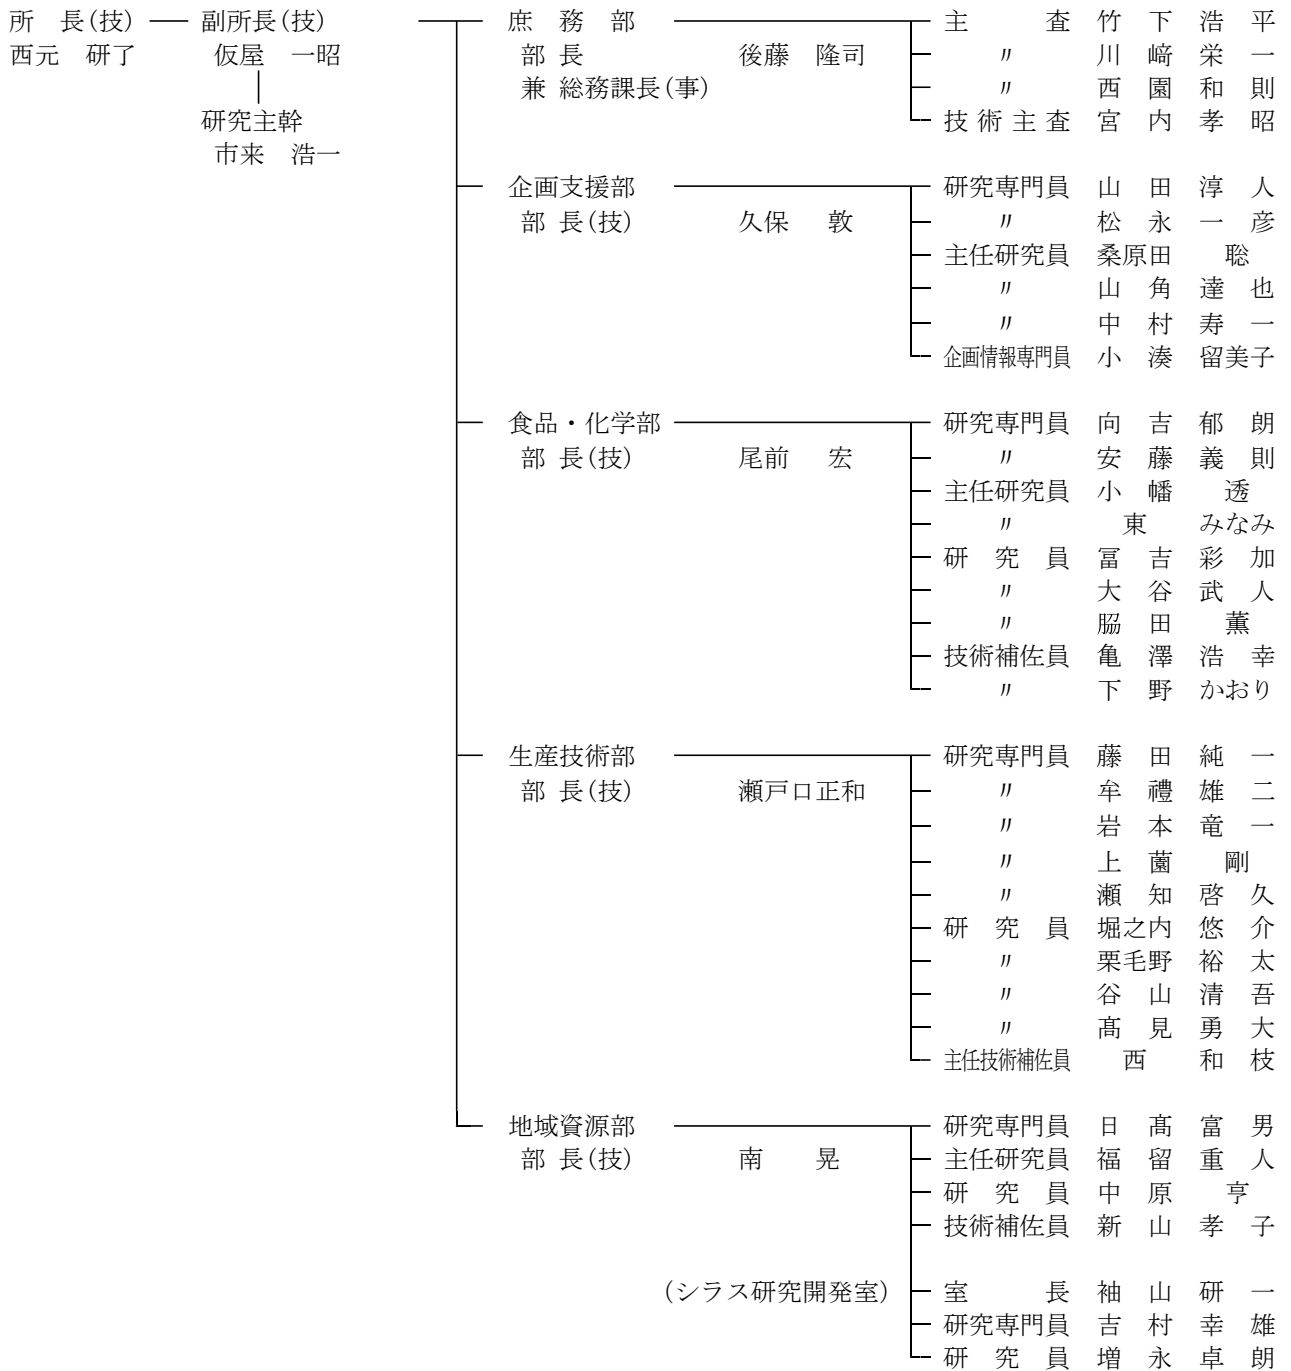 所 長(技) 副所長(技) 庶 務 部 主 査 竹 下 浩 平
西元 研了 仮屋 一昭 部 長 後藤 隆司 〃 川 﨑 栄 一
兼 総務課長(事) 〃 西 園 和 則
研究主幹 技 術 主 査 宮 内 孝 昭
市来 浩一
企画支援部 研究専門員 山 田 淳 人
部 長(技) 久保 敦 〃 松 永 一 彦
主任研究員 桑原田 聡
〃 山 角 達 也
〃 中 村 寿 一
企画情報専門員 小 湊 留美子
食品・化学部 研究専門員 向 吉 郁 朗
部 長(技) 尾前 宏 〃 安 藤 義 則
主任研究員 小 幡 透
〃 東 みなみ
研 究 員 冨 吉 彩 加
〃 大 谷 武 人
〃 脇 田 薫
技術補佐員 亀 澤 浩 幸
〃 下 野 かおり
生産技術部 研究専門員 藤 田 純 一
部 長(技) 瀬戸口正和 〃 牟 禮 雄 二
〃 岩 本 竜 一
〃 上 薗 剛
〃 瀬 知 啓 久
研 究 員 堀之内 悠 介
〃 栗毛野 裕 太
〃 谷 山 清 吾
〃 髙 見 勇 大
主任技術補佐員 西 和 枝
地域資源部 研究専門員 日 髙 富 男
部 長(技) 南 晃 主任研究員 福 留 重 人
研 究 員 中 原 亨
技術補佐員 新 山 孝 子
(シラス研究開発室) 室 長 袖 山 研 一
研究専門員 吉 村 幸 雄
研 究 員 増 永 卓 朗